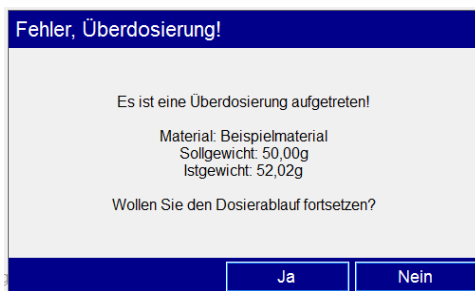 Fehler, Überdosierung!
Es ist eine Überdosierung aufgetreten!
Material: Beispielmaterial
Sollgewicht: 50,00g
Istgewicht: 52,02g
Wollen Sie den Dosierablauf fortsetzen?
Ja
Nein